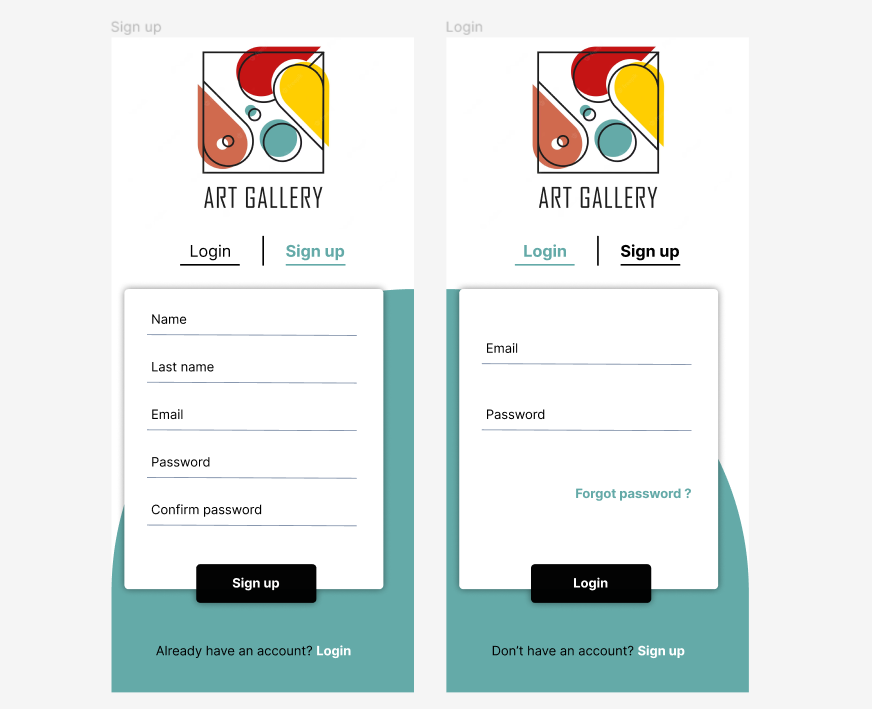 Sign up
ART GALLERY
Login
Sign up
Name
Last name
Email
Password
Confirm password
Sign up
Already have an account? Login
Login
ART GALLERY
Login
Sign up
Email
Password
Forgot password ?
Login
Don't have an account? Sign up